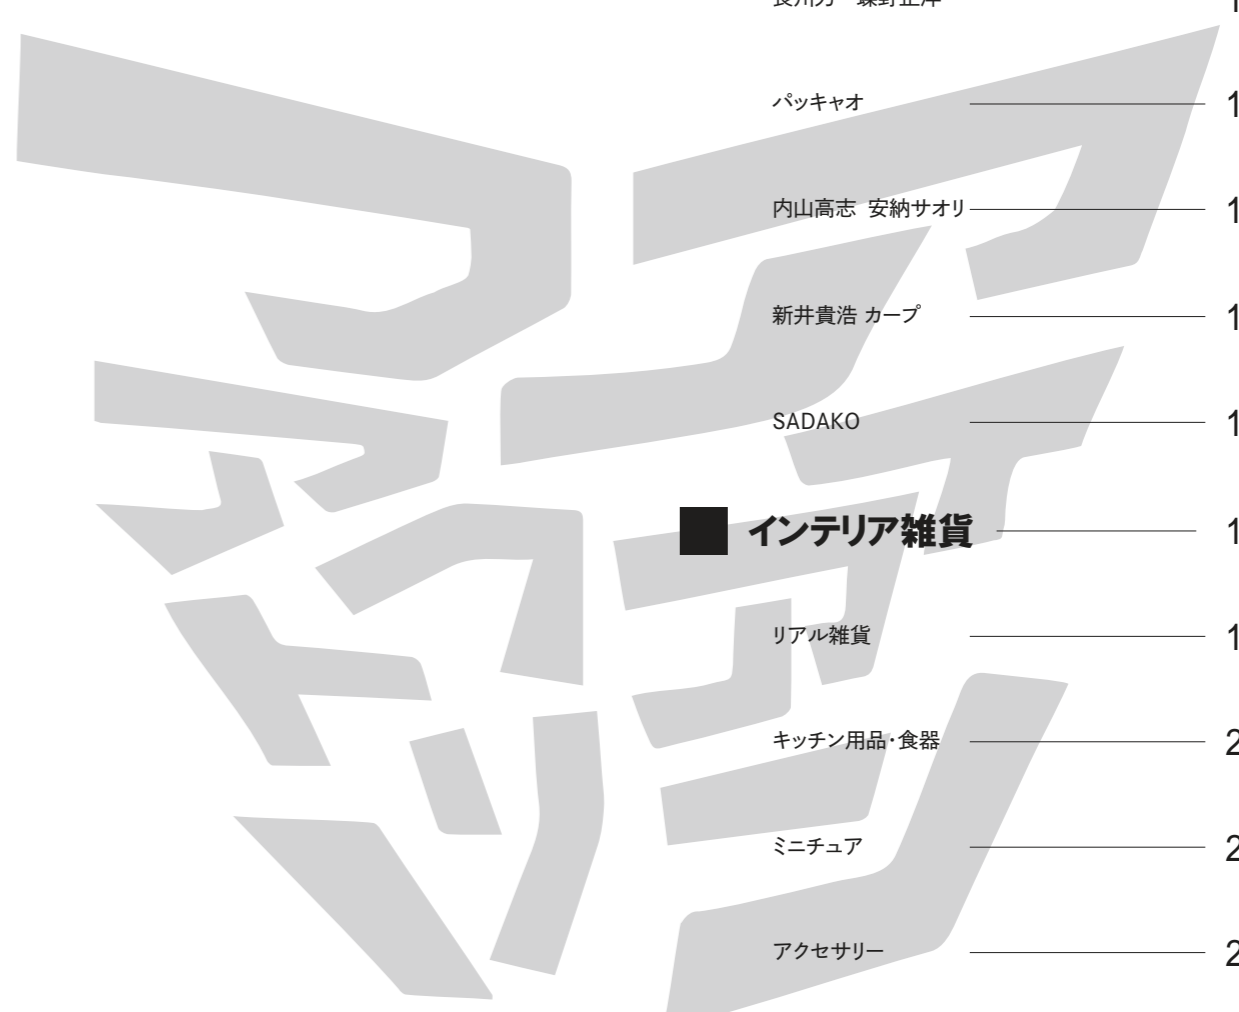 パッキャオ 1
内山高志 安納サオリ 1
新井貴浩 カープ 1
SADAKO 1
インテリア雑貨 1
リアル雑貨 1
キッチン用品・食器 2
ミニチュア 2
アクセサリー 2